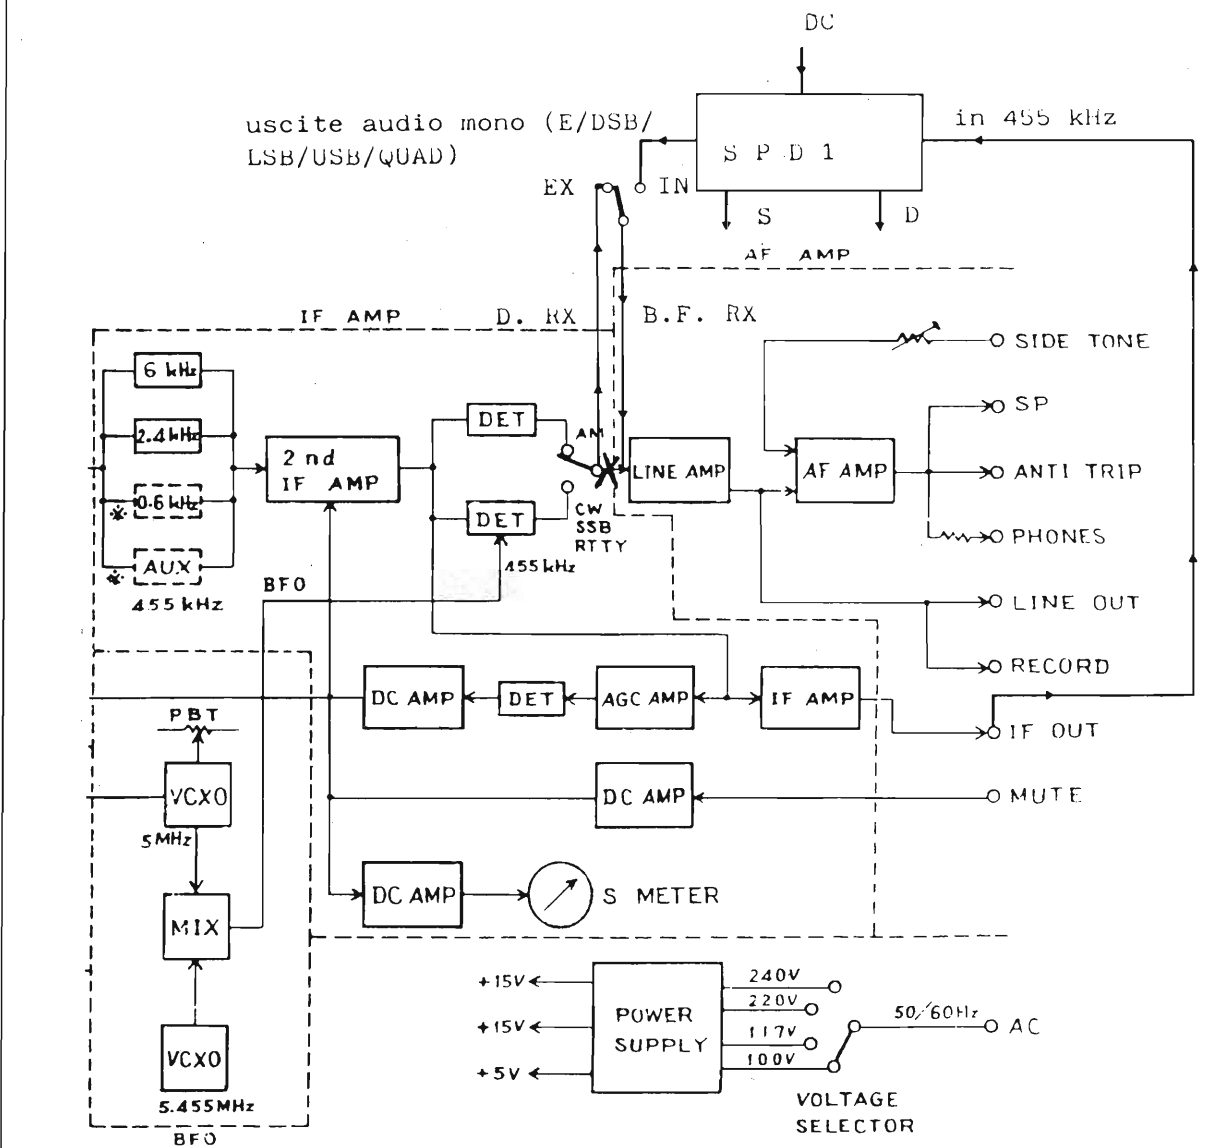 DC
uscite audio mono (E/DSB/
LSB/USB/QUAD)
in 455 kHz
S P D 1
EX
IN
S
D
AF AMP
IF AMP
D. RX
B.F. RX
SIDE TONE
6 kHz
SP
2.4 kHz
DET
AM
2 nd
IF AMP
LINE AMP
AF AMP
ANTI TRIP
※
0.6 kHz
DET
CW
SSB
RTTY
PHONES
※
AUX
455 kHz
455 kHz
BFO
LINE OUT
RECORD
DC AMP
DET
AGC AMP
IF AMP
PBT
IF OUT
VCXO
DC AMP
MUTE
5 MHz
DC AMP
S METER
MIX
+15V
240V
220V
POWER
SUPPLY
50/60Hz
AC
+15V
117V
100V
+5V
VCXO
5.455MHz
VOLTAGE
SELECTOR
BFO